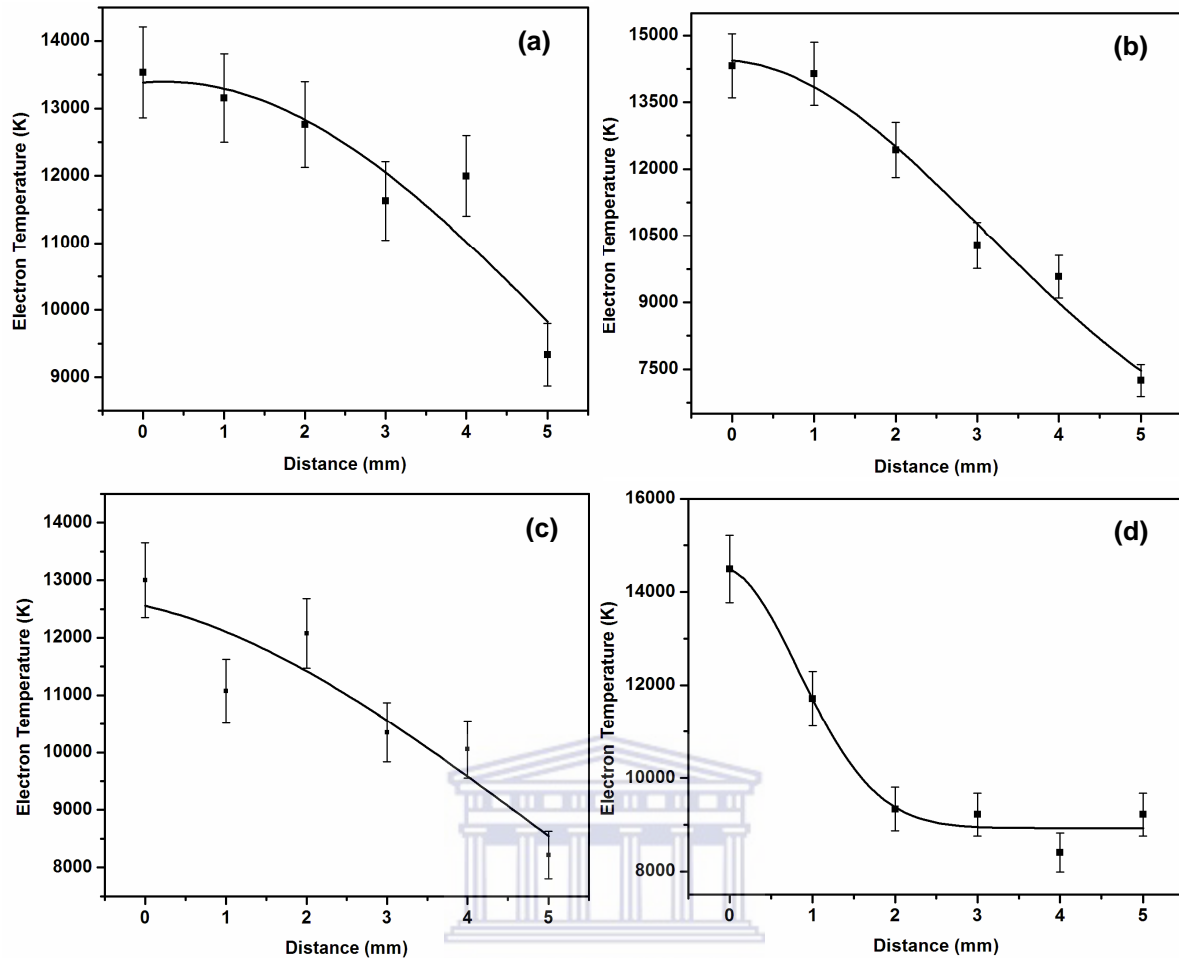 (a)
14000
13000
12000
11000
10000
9000
Electron Temperature (K)
0 1 2 3 4 5
Distance (mm)
(b)
15000
13500
12000
10500
9000
7500
Electron Temperature (K)
0 1 2 3 4 5
Distance (mm)
(c)
14000
13000
12000
11000
10000
9000
8000
Electron Temperature (K)
0 1 2 3 4 5
Distance (mm)
(d)
16000
14000
12000
10000
8000
Electron Temperature (K)
0 1 2 3 4 5
Distance (mm)